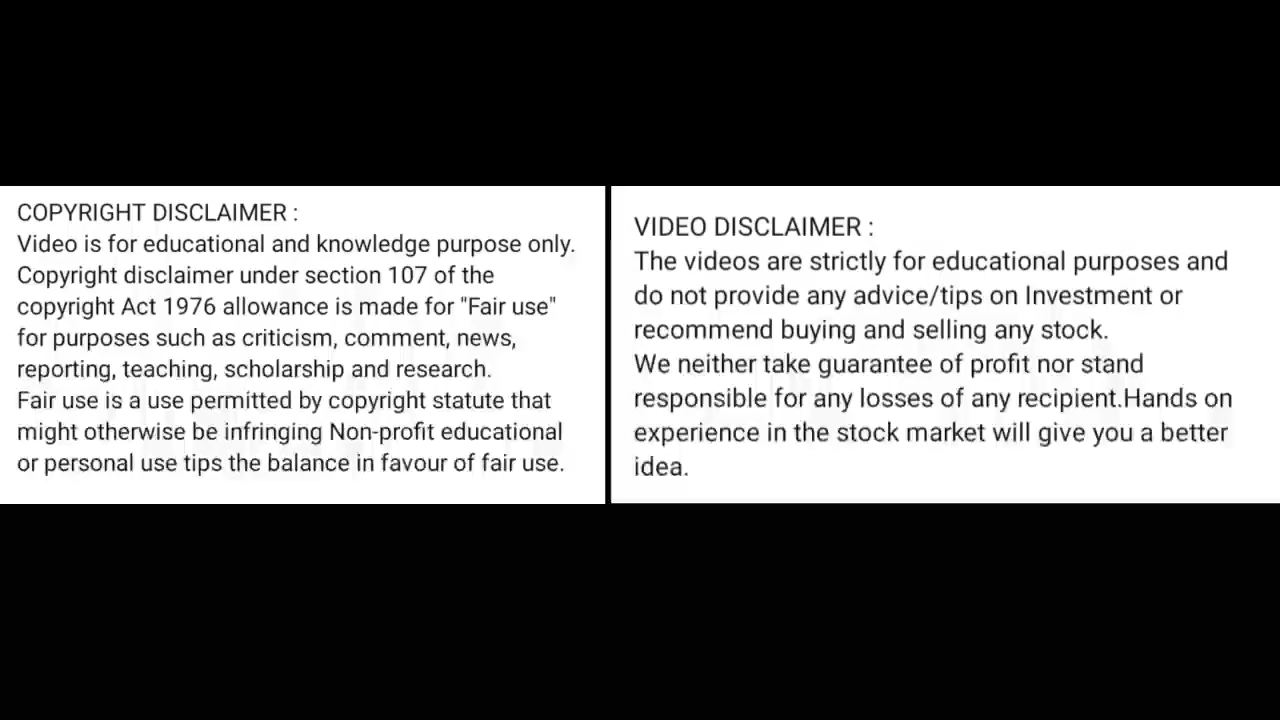 COPYRIGHT DISCLAIMER :
Video is for educational and knowledge purpose only.
Copyright disclaimer under section 107 of the
copyright Act 1976 allowance is made for "Fair use"
for purposes such as criticism, comment, news,
reporting, teaching, scholarship and research.
Fair use is a use permitted by copyright statute that
might otherwise be infringing Non-profit educational
or personal use tips the balance in favour of fair use.
VIDEO DISCLAIMER :
The videos are strictly for educational purposes and
do not provide any advice/tips on Investment or
recommend buying and selling any stock.
We neither take guarantee of profit nor stand
responsible for any losses of any recipient.Hands on
experience in the stock market will give you a better
idea.